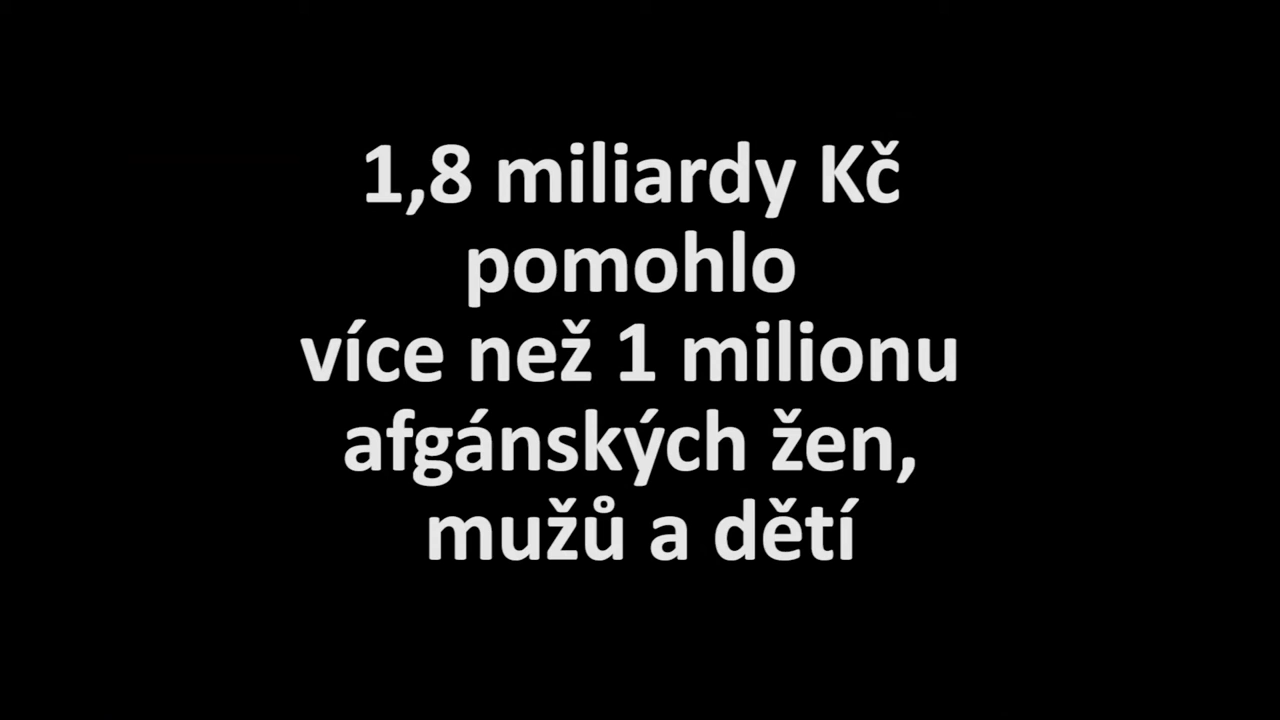 1,8 miliardy Kč
pomohlo
více než 1 milionu
afgánských žen,
mužů a dětí